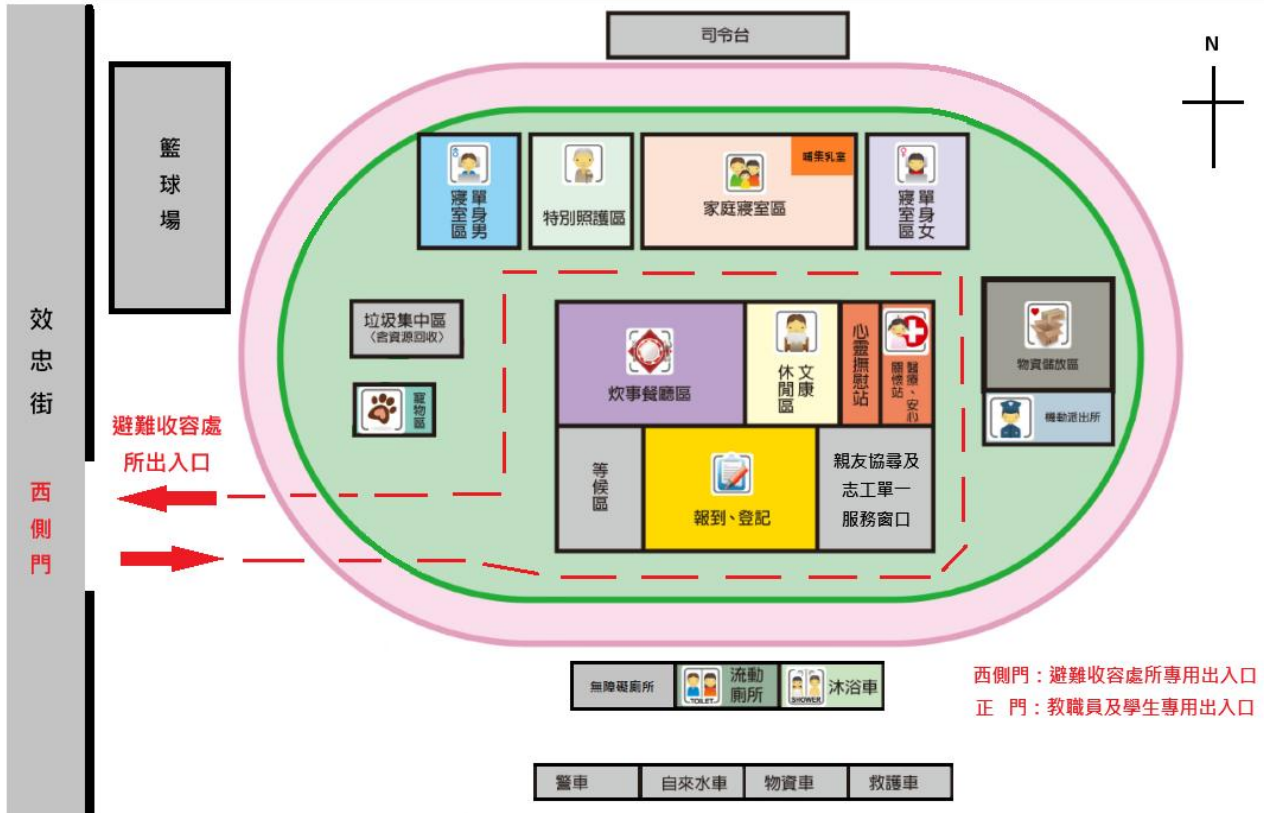 司令台
N
籃球場
單身男
寢室區
特別照護區
家庭寢室區
哺集乳室
單身女
寢室區
效忠街
垃圾集中區
（含資源回收）
寵物區
炊事餐廳區
文康
休閒區
心靈撫慰站
醫療、安心
關懷站
物資儲放區
機動派出所
避難收容處
所出入口
西側門
等候區
報到、登記
親友協尋及
志工單一
服務窗口
無障礙廁所
TOILET
流動
廁所
SHOWER
沐浴車
西側門：避難收容處所專用出入口
正 門：教職員及學生專用出入口
警車
自來水車
物資車
救護車